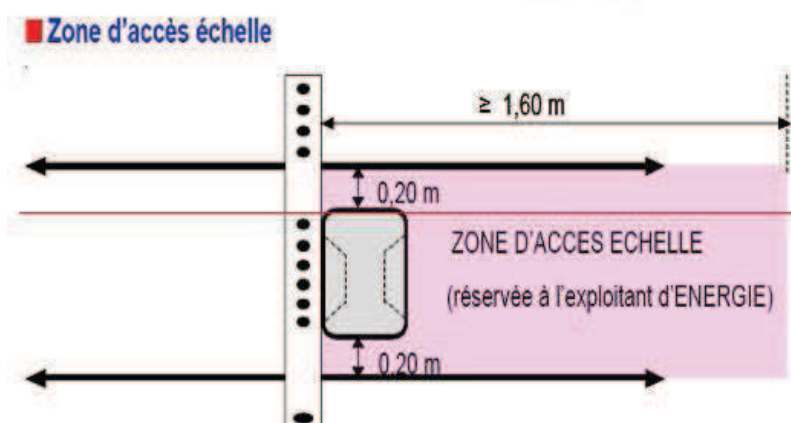 Zone d'accès échelle
≥ 1,60 m
0,20 m
ZONE D'ACCES ECHELLE
(réservée à l'exploitant d'ENERGIE)
0,20 m